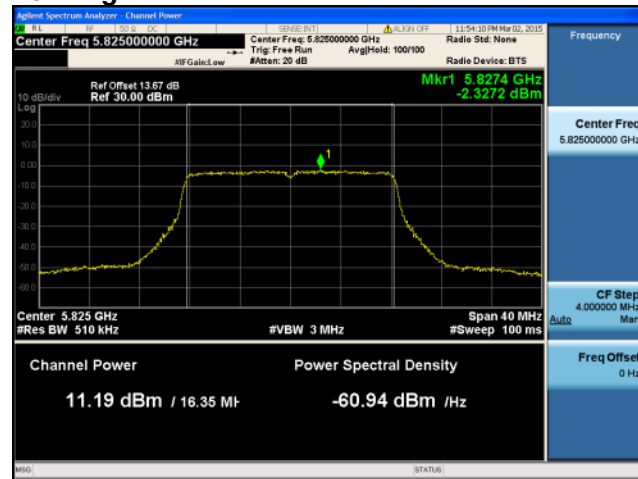 Agilent Spectrum Analyzer - Channel Power
RL RF 50 Ω DC SENSE:INT ALIGN OFF 11:54:10 PM Mar 02, 2015
Center Freq 5.825000000 GHz
Center Freq: 5.825000000 GHz
Radio Std: None
Trig: Free Run Avg|Hold: 100/100
#IFGain:Low #Atten: 20 dB Radio Device: BTS
Frequency
Ref Offset 13.67 dB
Mkr1 5.8274 GHz
10 dB/div Ref 30.00 dBm -2.3272 dBm
Log
20.0
10.0
0.00
-10.0
-20.0
-30.0
-40.0
-50.0
-60.0
1
Center 5.825 GHz Span 40 MHz
#Res BW 510 kHz #VBW 3 MHz #Sweep 100 ms
Channel Power Power Spectral Density
11.19 dBm / 16.35 MH -60.94 dBm /Hz
Center Freq
5.825000000 GHz
CF Step
4.000000 MHz
Auto Man
Freq Offset
0 Hz
MSG STATUS